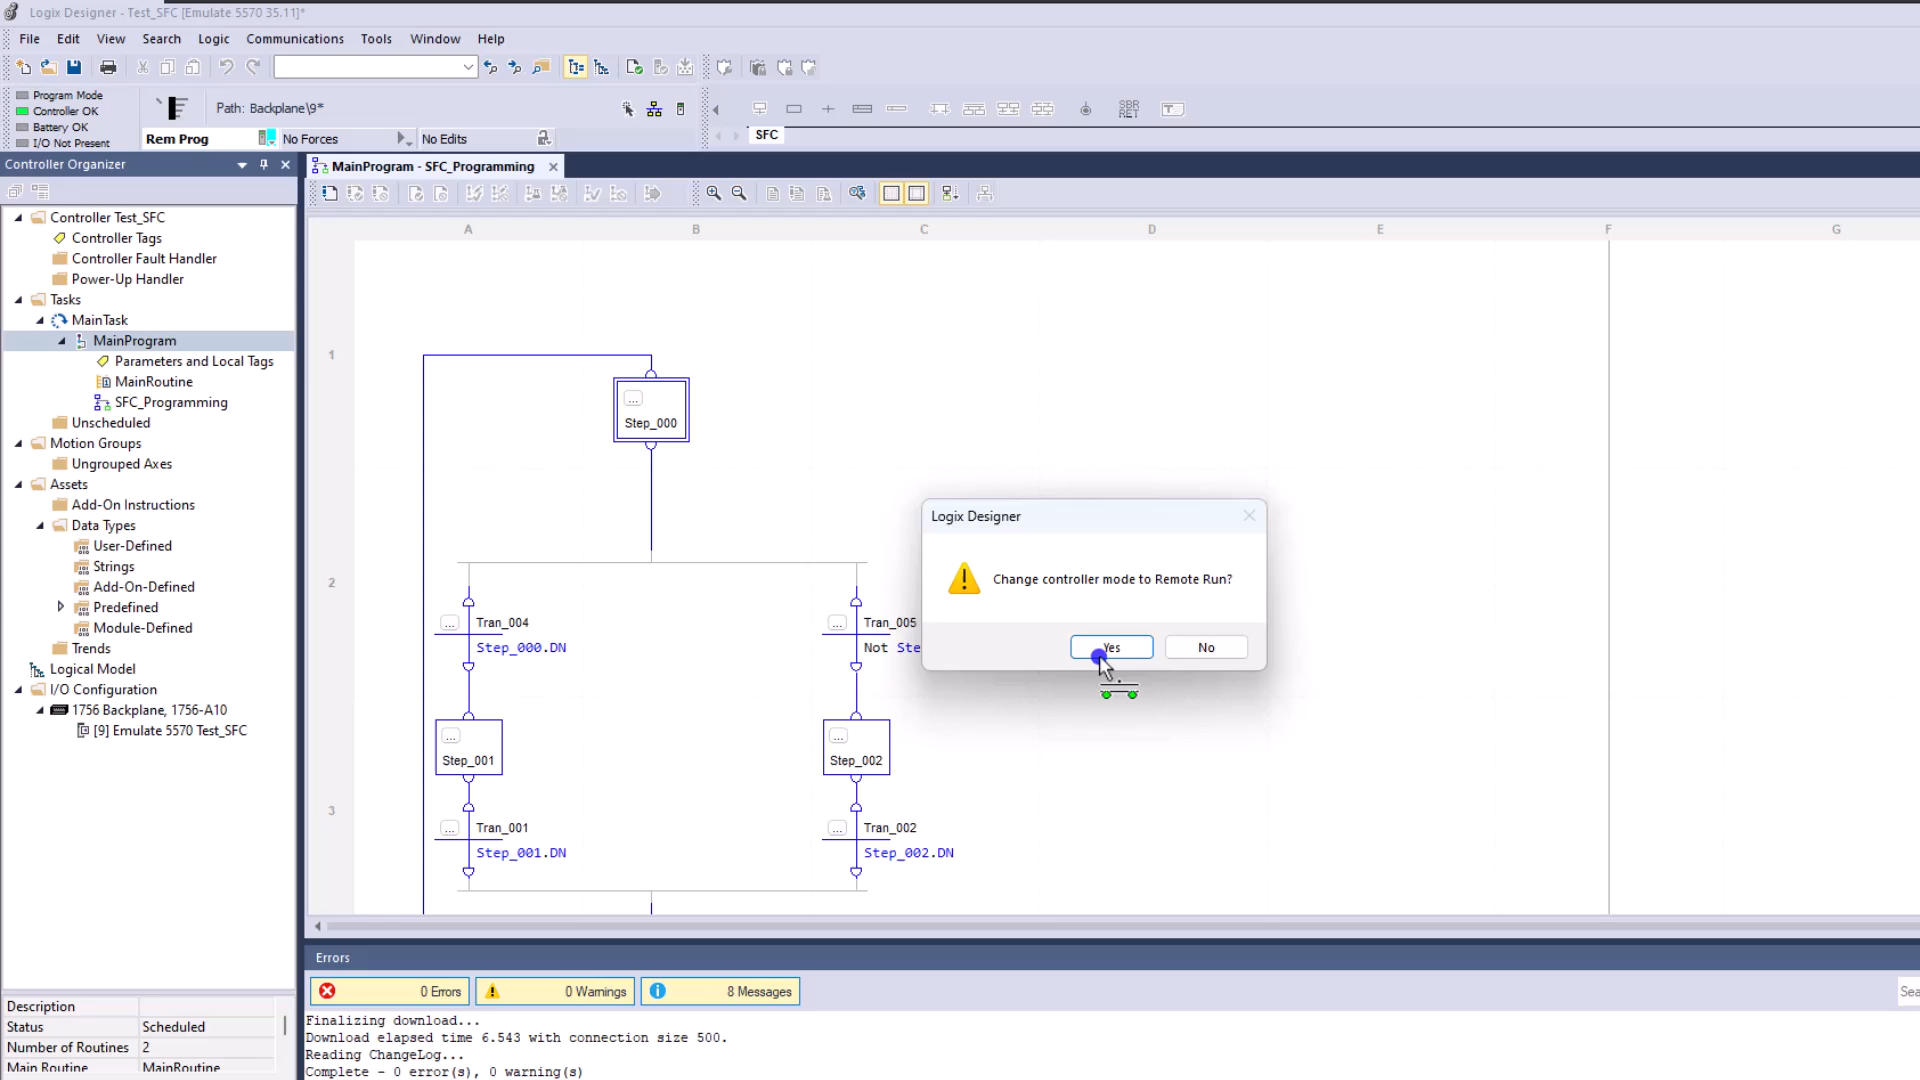 Logix Designer - Test_SFC [Emulate 5570 35.11]*
File Edit View Search Logic Communications Tools Window Help
Program Mode
Controller OK
Battery OK
I/O Not Present
Path: Backplane\9*
Rem Prog No Forces No Edits
SBR
RET
SFC
Controller Organizer
MainProgram - SFC_Programming
Controller Test_SFC
Controller Tags
Controller Fault Handler
Power-Up Handler
Tasks
MainTask
MainProgram
Parameters and Local Tags
MainRoutine
SFC_Programming
Unscheduled
Motion Groups
Ungrouped Axes
Assets
Add-On Instructions
Data Types
User-Defined
Strings
Add-On-Defined
Predefined
Module-Defined
Trends
Logical Model
I/O Configuration
1756 Backplane, 1756-A10
[9] Emulate 5570 Test_SFC
Description
Status Scheduled
Number of Routines 2
Main Routine MainRoutine
A B C D E F G
1
...
Step_000
2
... Tran_004
Step_000.DN
... Tran_005
Not Ste
...
Step_001
...
Step_002
3
... Tran_001
Step_001.DN
... Tran_002
Step_002.DN
Logix Designer
Change controller mode to Remote Run?
Yes No
Errors
0 Errors 0 Warnings 8 Messages
Sea
Finalizing download...
Download elapsed time 6.543 with connection size 500.
Reading ChangeLog...
Complete - 0 error(s), 0 warning(s)